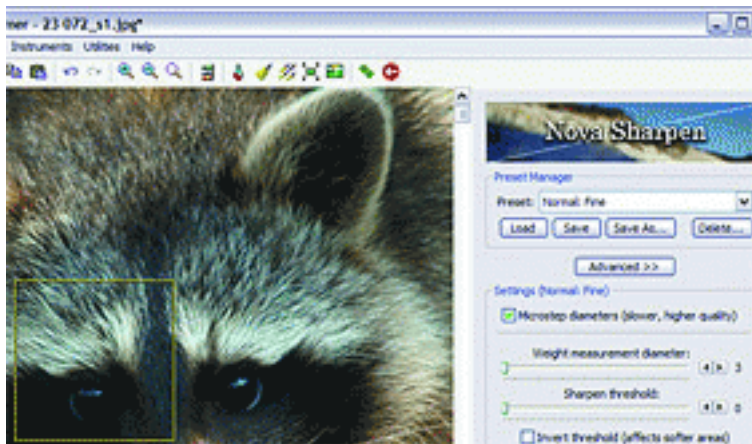 mer - 23 072_s1.jpg*
Instruments Utilities Help
Nova Sharpen
Preset Manager
Preset: Normal: Fine
Load Save Save As... Delete...
Advanced >>
Settings (Normal: Fine)
Microstep diameters (slower, higher quality)
Weight measurement diameter:
3
Sharpen threshold:
0
Invert threshold (affects softer areas)